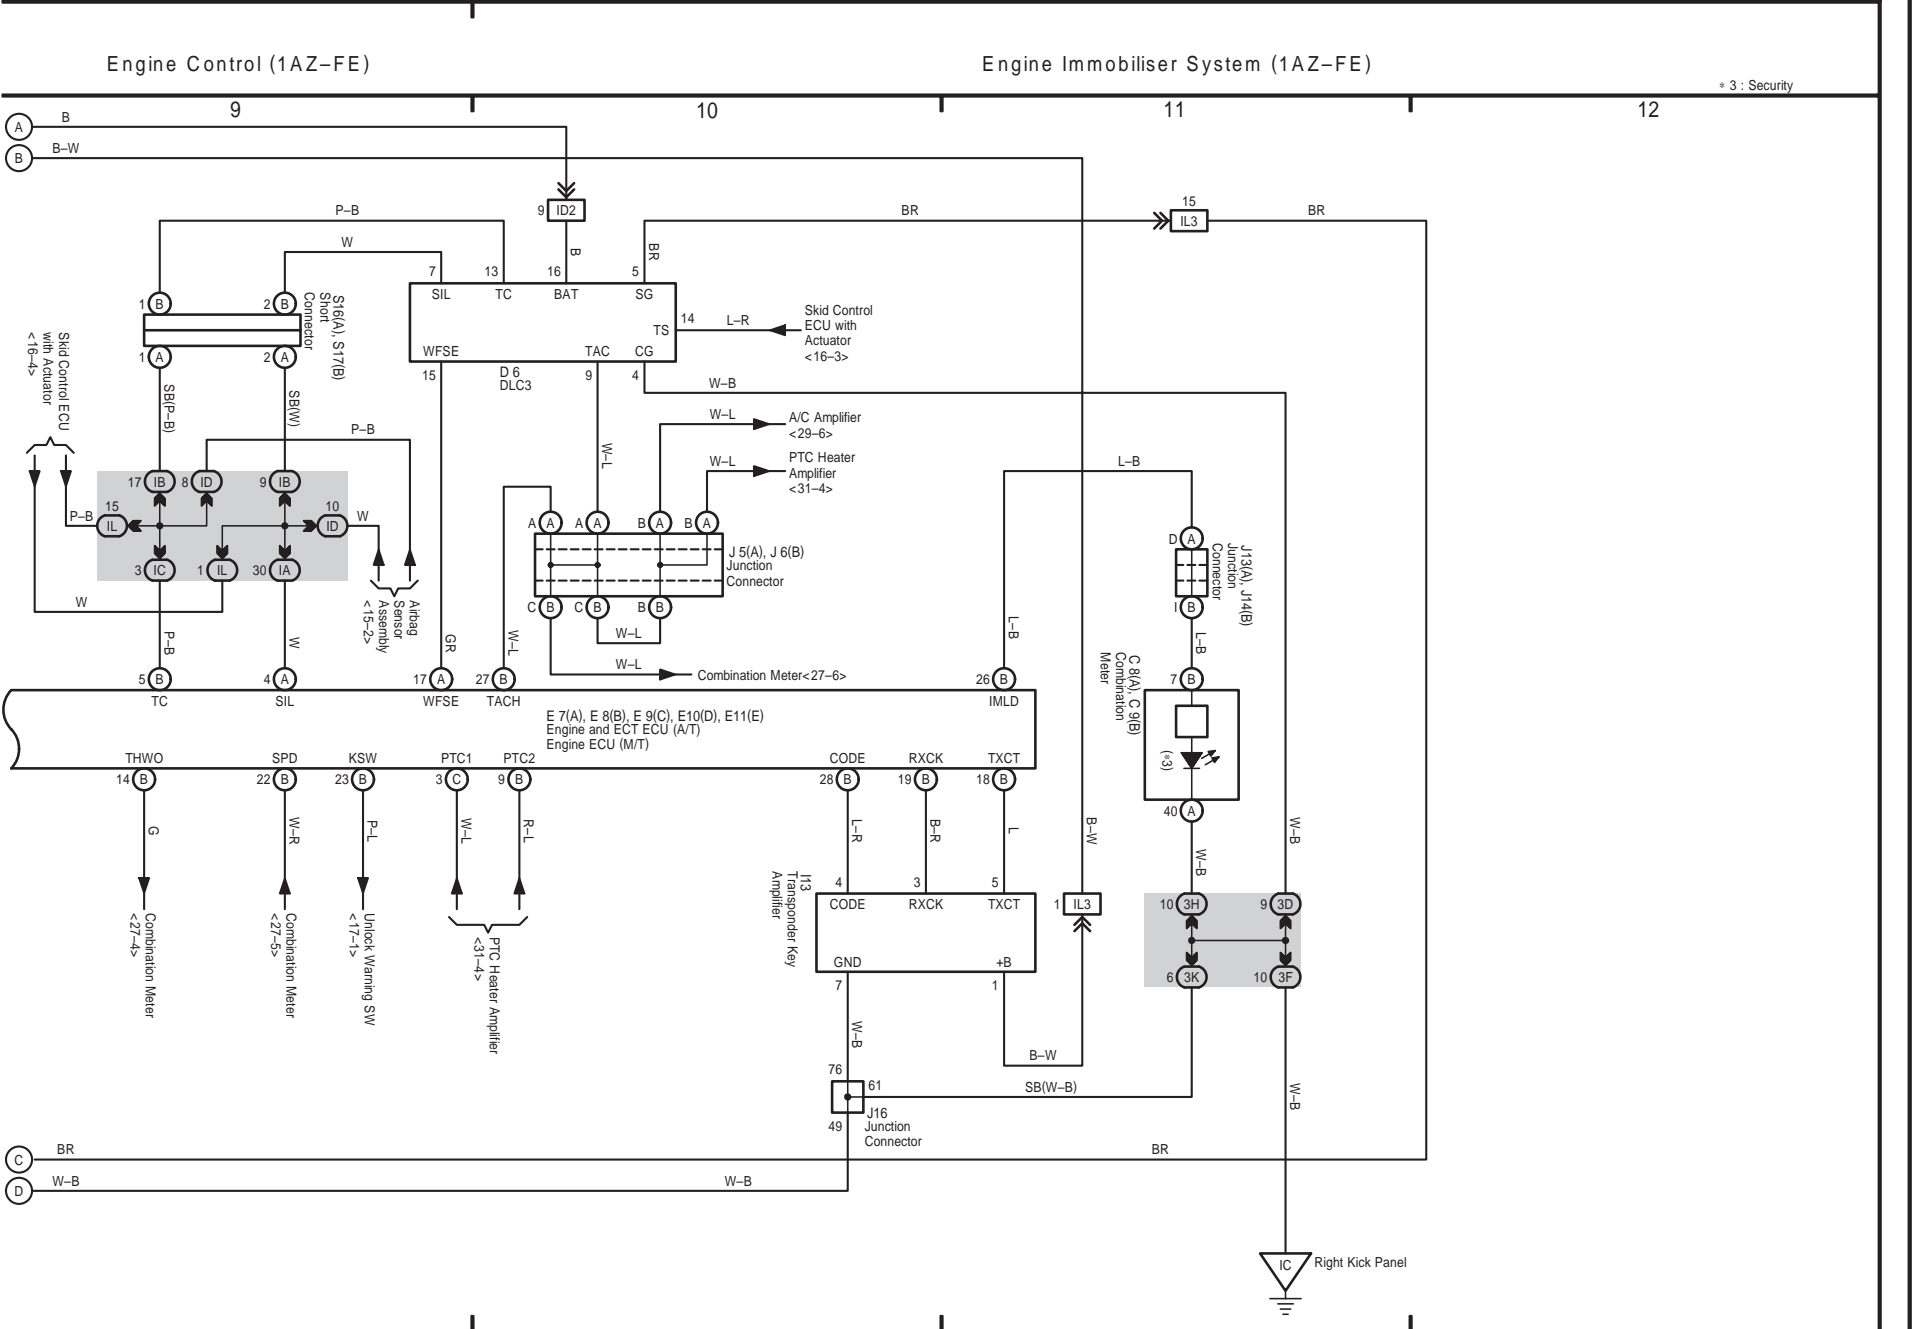 Engine Control (1AZ–FE)
Engine Immobiliser System (1AZ–FE)
∗ 3 : Security
9
10
11
12
A
B
B
B–W
P–B
W
9
ID2
B
BR
BR
15
IL3
BR
7
13
16
5
SIL
TC
BAT
SG
TS
14
L–R
Skid Control
ECU with
Actuator
<16–3>
WFSE
TAC
CG
15
D 6
DLC3
9
4
W–B
1
B
2
B
1
A
2
A
S16(A), S17(B)
Short
Connector
Skid Control ECU
with Actuator
<16–4>
SB(P–B)
SB(W)
P–B
17
IB
8
ID
9
IB
P–B
15
IL
10
ID
W
3
IC
1
IL
30
IA
W
Airbag
Sensor
Assembly
<15–2>
P–B
W
GR
W–L
W–L
W–L
A/C Amplifier
<29–6>
W–L
PTC Heater
Amplifier
<31–4>
A
A
A
A
B
A
B
A
J 5(A), J 6(B)
Junction
Connector
C
B
C
B
B
B
W–L
W–L
Combination Meter<27–6>
L–B
L–B
D
A
J13(A), J14(B)
Junction
Connector
I
B
L–B
5
B
4
A
17
A
27
B
26
B
7
B
TC
SIL
WFSE
TACH
IMLD
E 7(A), E 8(B), E 9(C), E10(D), E11(E)
Engine and ECT ECU (A/T)
Engine ECU (M/T)
C 8(A), C 9(B)
Combination
Meter
(∗3)
THWO
SPD
KSW
PTC1
PTC2
CODE
RXCK
TXCT
14
B
22
B
23
B
3
C
9
B
28
B
19
B
18
B
40
A
G
W–R
P–L
W–L
R–L
L–R
B–R
L
B–W
W–B
W–B
Combination Meter
<27–4>
Combination Meter
<27–5>
Unlock Warning SW
<17–1>
PTC Heater Amplifier
<31–4>
I13
Transponder Key
Amplifier
4
3
5
CODE
RXCK
TXCT
GND
+B
7
1
1
IL3
10
3H
9
3D
6
3K
10
3F
W–B
B–W
76
61
SB(W–B)
J16
Junction
Connector
49
W–B
C
BR
BR
D
W–B
W–B
IC
Right Kick Panel